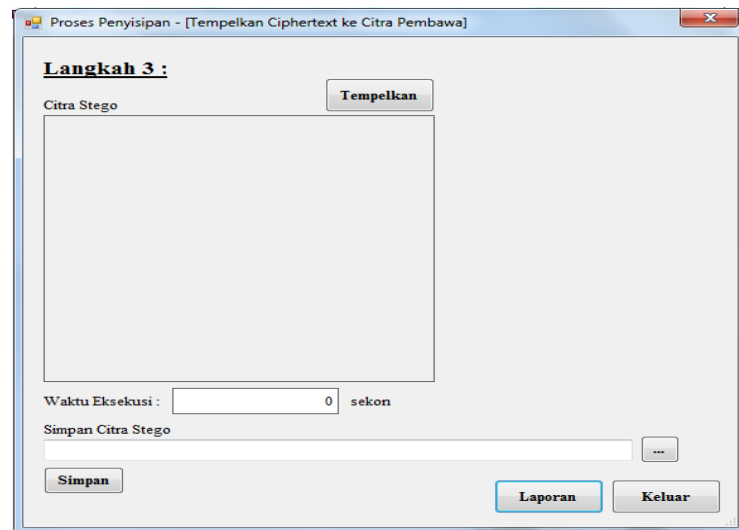 Proses Penyisipan - [Tempelkan Ciphertext ke Citra Pembawa]
Langkah 3 :
Tempelkan
Citra Stego
Waktu Eksekusi : 0 sekon
Simpan Citra Stego
...
Simpan
Laporan Keluar